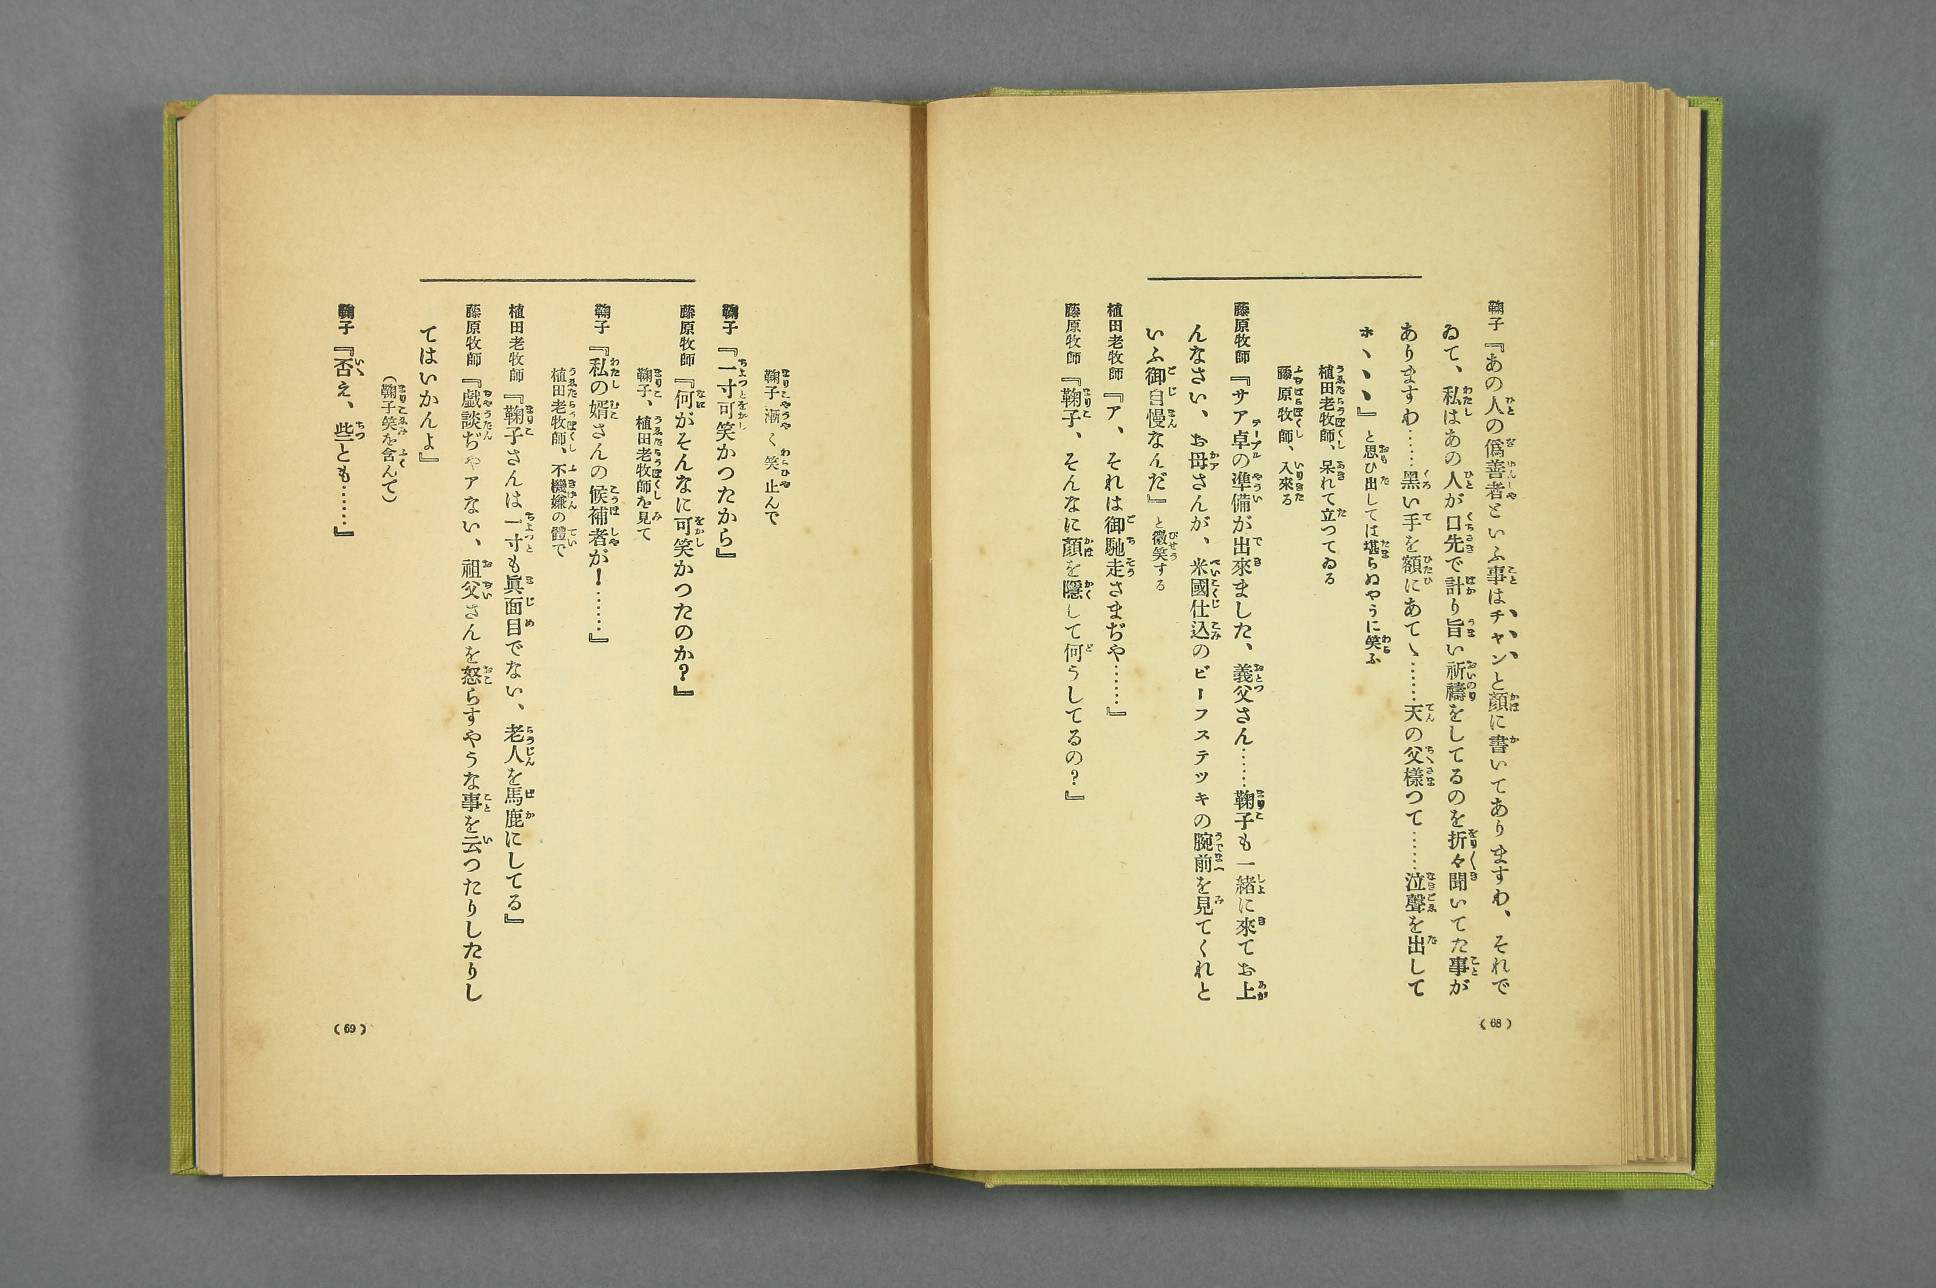 鞠子『あの人の僞善者といふ事はチヤンと顔に書いてありますわ、それで
ゐて、私はあの人が口先で計り旨い祈禱をしてるのを折々聞いてた事が
ありますわ……黒い手を額にあてゝ……天の父樣つて……泣聲を出して
ホヽヽヽ』と思ひ出しては堪らぬやうに笑ふ
植田老牧師、呆れて立つてゐる
藤原牧師、入來る
藤原牧師『サア卓の準備が出來ました、義父さん……鞠子も一緒に來てお上
んなさい、お母さんが、米國仕込のビーフステツキの腕前を見てくれと
いふ御自慢なんだ』と微笑する
植田老牧師『ア、それは御馳走さまぢや……』
藤原牧師『鞠子、そんなに顔を隱して何うしてるの?』
(68)
鞠子漸く笑止んで
鞠子『一寸可笑かつたから』
藤原牧師『何がそんなに可笑かつたのか?』
鞠子、植田老牧師を見て
鞠子『私の婿さんの候補者が!……』
植田老牧師、不機嫌の體で
植田老牧師『鞠子さんは一寸も眞面目でない、老人を馬鹿にしてる』
藤原牧師『戯談ぢやアない、祖父さんを怒らすやうな事を云つたりしたりし
てはいかんよ』
(鞠子笑を含んで)
鞠子『否え、些とも……』
(69)